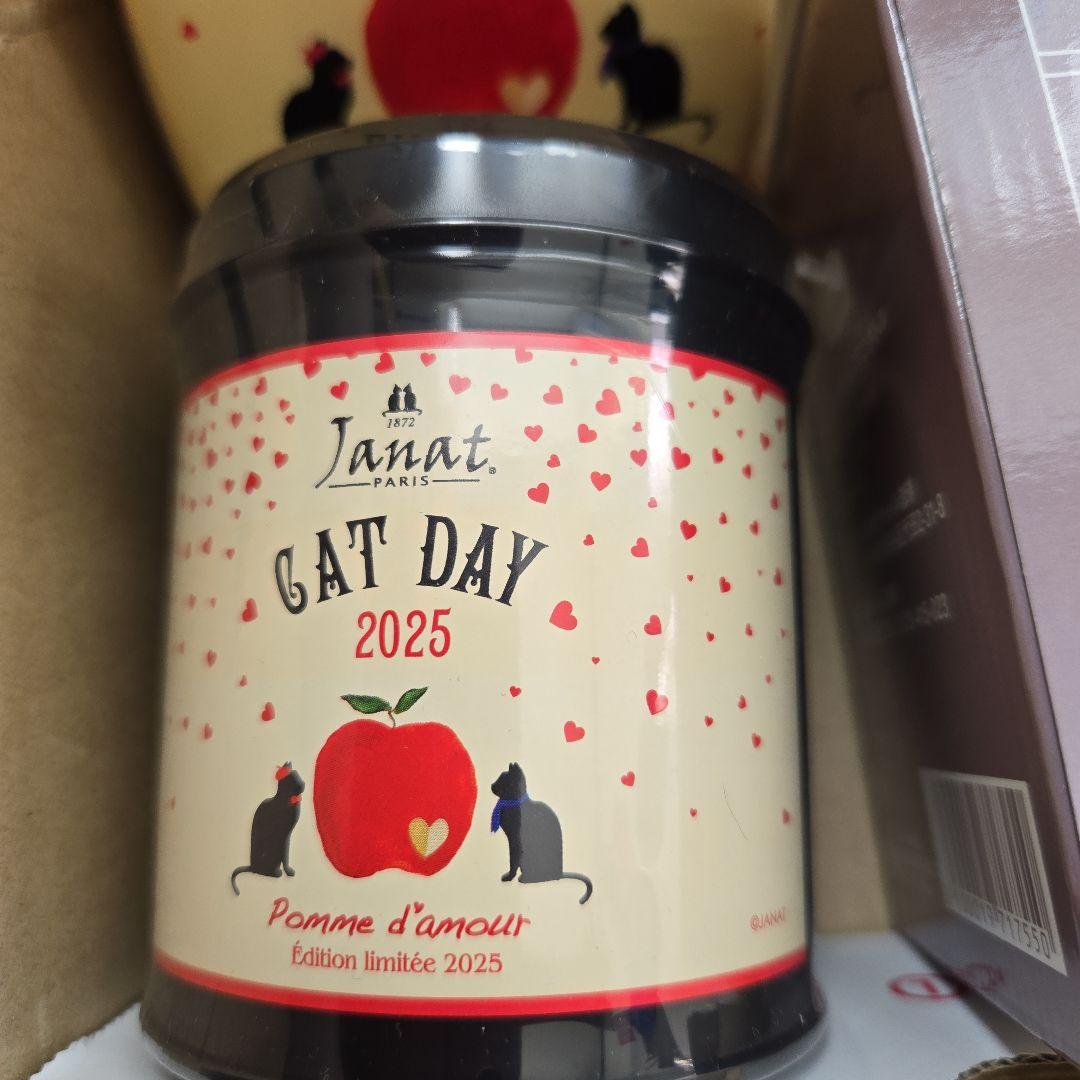 1872
Janat®
PARIS
CAT DAY
2025
Pomme d'amour
Édition limitée 2025
©JANAT